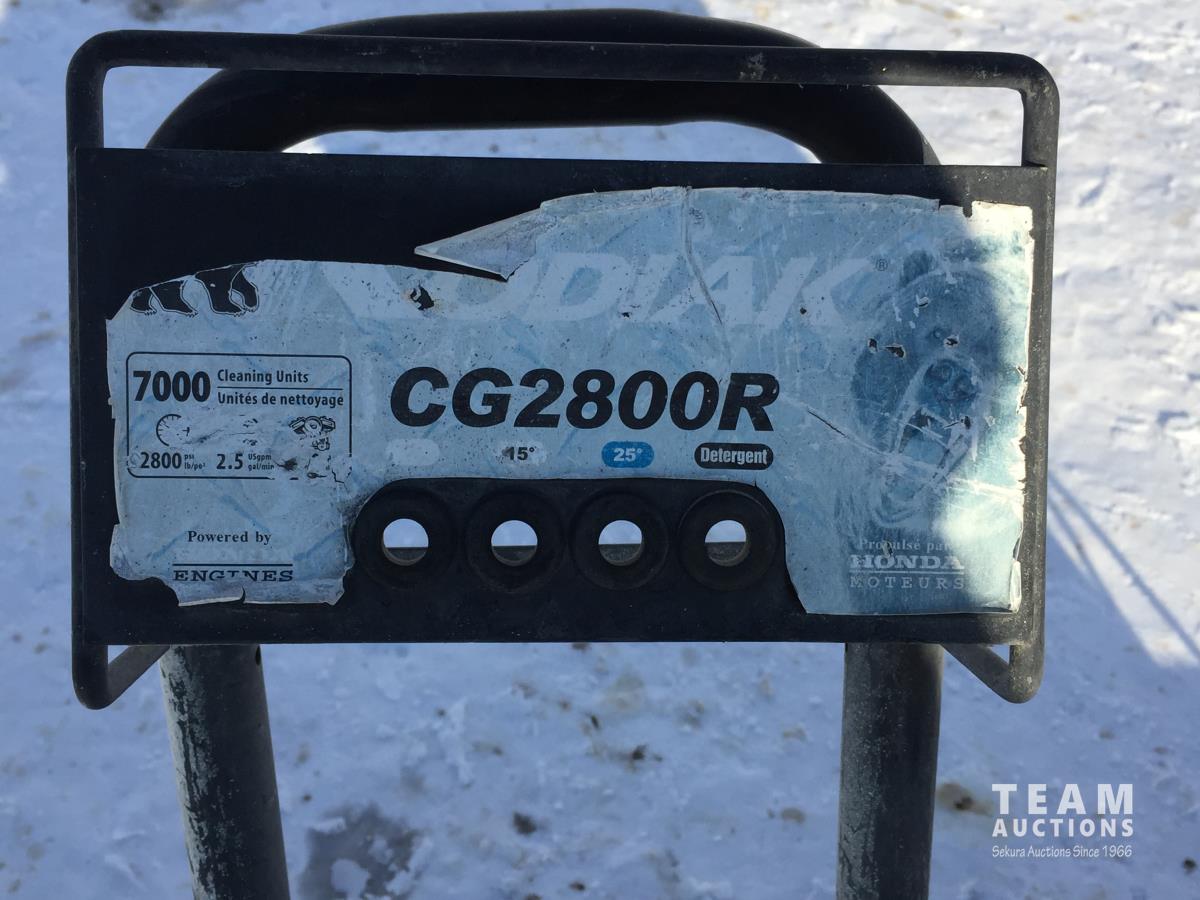 KODIAK®
7000 Cleaning Units
Unités de nettoyage
2800 psi lb/po² 2.5 USgpm gal/min
CG2800R
15° 25° Detergent
Powered by
ENGINES
Propulsé par
HONDA
MOTEURS
TEAM
AUCTIONS
Sekura Auctions Since 1966